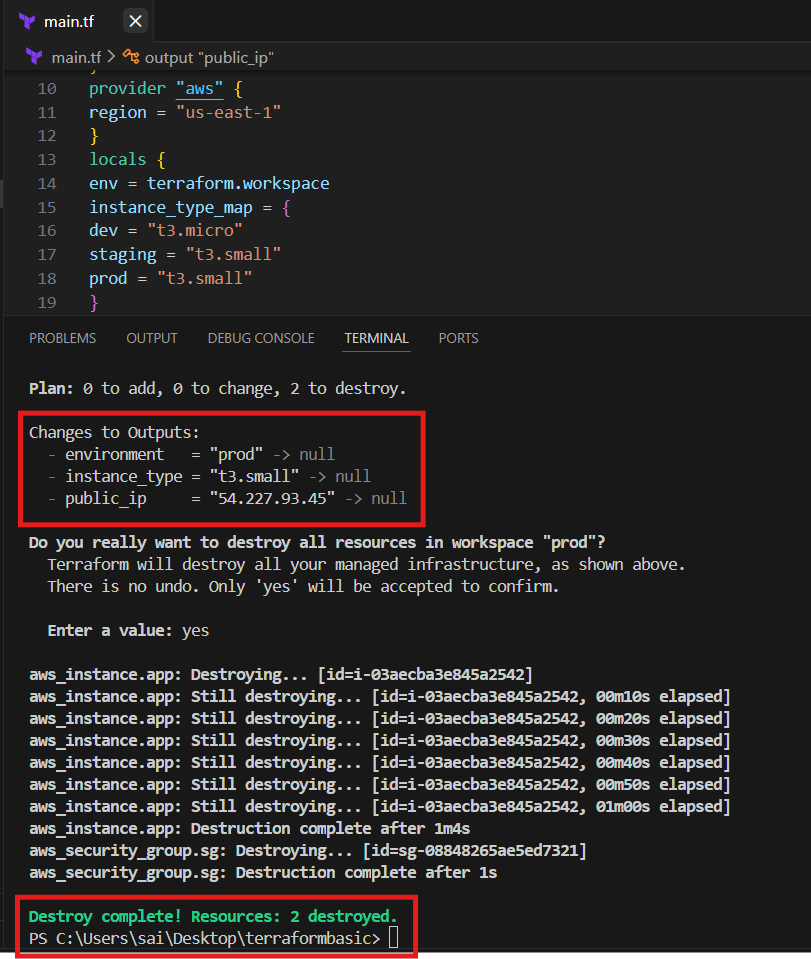 main.tf
main.tf > output "public_ip"
10 provider "aws" {
11 region = "us-east-1"
12 }
13 locals {
14 env = terraform.workspace
15 instance_type_map = {
16 dev = "t3.micro"
17 staging = "t3.small"
18 prod = "t3.small"
19 }
PROBLEMS OUTPUT DEBUG CONSOLE TERMINAL PORTS
Plan: 0 to add, 0 to change, 2 to destroy.
Changes to Outputs:
- environment = "prod" -> null
- instance_type = "t3.small" -> null
- public_ip = "54.227.93.45" -> null
Do you really want to destroy all resources in workspace "prod"?
Terraform will destroy all your managed infrastructure, as shown above.
There is no undo. Only 'yes' will be accepted to confirm.
Enter a value: yes
aws_instance.app: Destroying... [id=i-03aecba3e845a2542]
aws_instance.app: Still destroying... [id=i-03aecba3e845a2542, 00m10s elapsed]
aws_instance.app: Still destroying... [id=i-03aecba3e845a2542, 00m20s elapsed]
aws_instance.app: Still destroying... [id=i-03aecba3e845a2542, 00m30s elapsed]
aws_instance.app: Still destroying... [id=i-03aecba3e845a2542, 00m40s elapsed]
aws_instance.app: Still destroying... [id=i-03aecba3e845a2542, 00m50s elapsed]
aws_instance.app: Still destroying... [id=i-03aecba3e845a2542, 01m00s elapsed]
aws_instance.app: Destruction complete after 1m4s
aws_security_group.sg: Destroying... [id=sg-08848265ae5ed7321]
aws_security_group.sg: Destruction complete after 1s
Destroy complete! Resources: 2 destroyed.
PS C:\Users\sai\Desktop\terraformbasic>